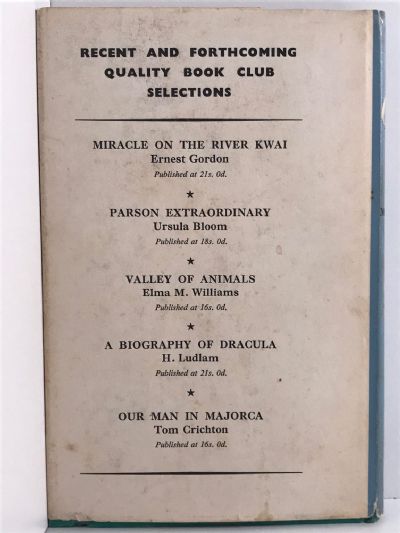 RECENT AND FORTHCOMING
QUALITY BOOK CLUB
SELECTIONS
MIRACLE ON THE RIVER KWAI
Ernest Gordon
Published at 21s. 0d.
★
PARSON EXTRAORDINARY
Ursula Bloom
Published at 18s. 0d.
★
VALLEY OF ANIMALS
Elma M. Williams
Published at 16s. 0d.
★
A BIOGRAPHY OF DRACULA
H. Ludlam
Published at 21s. 0d.
★
OUR MAN IN MAJORCA
Tom Crichton
Published at 16s. 0d.